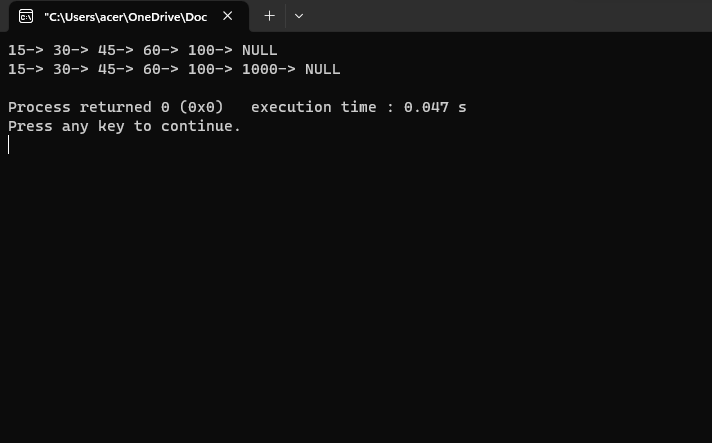 "C:\Users\acer\OneDrive\Doc
15-> 30-> 45-> 60-> 100-> NULL
15-> 30-> 45-> 60-> 100-> 1000-> NULL
Process returned 0 (0x0)   execution time : 0.047 s
Press any key to continue.